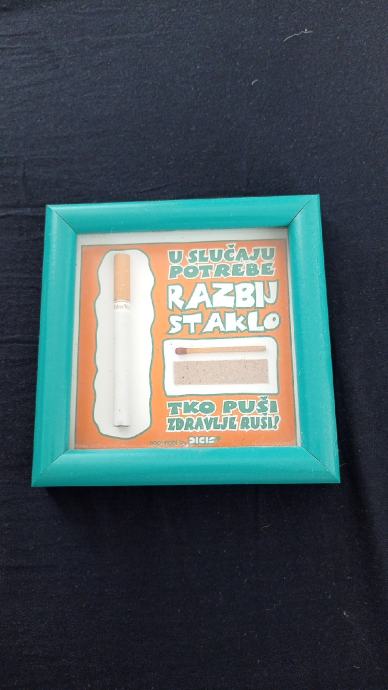 U SLUČAJU
POTREBE
RAZBIJ
STAKLO
TKO PUŠI
ZDRAVLJE RUŠI!